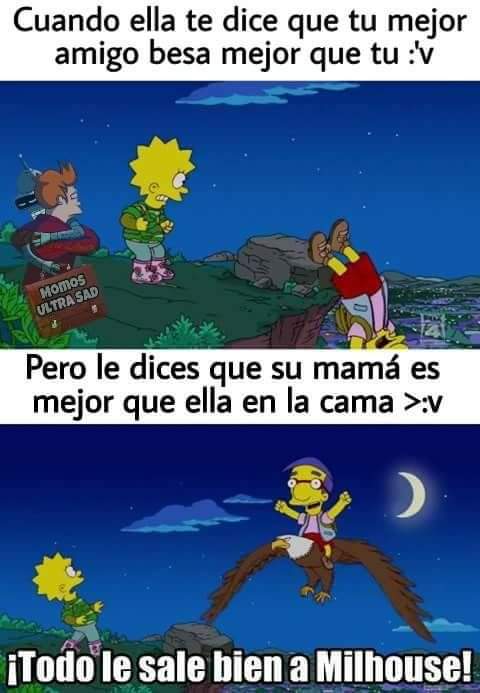 Cuando ella te dice que tu mejor
amigo besa mejor que tu :'v
MOMOS
ULTRA SAD
Pero le dices que su mamá es
mejor que ella en la cama >:v
¡Todo le sale bien a Milhouse!